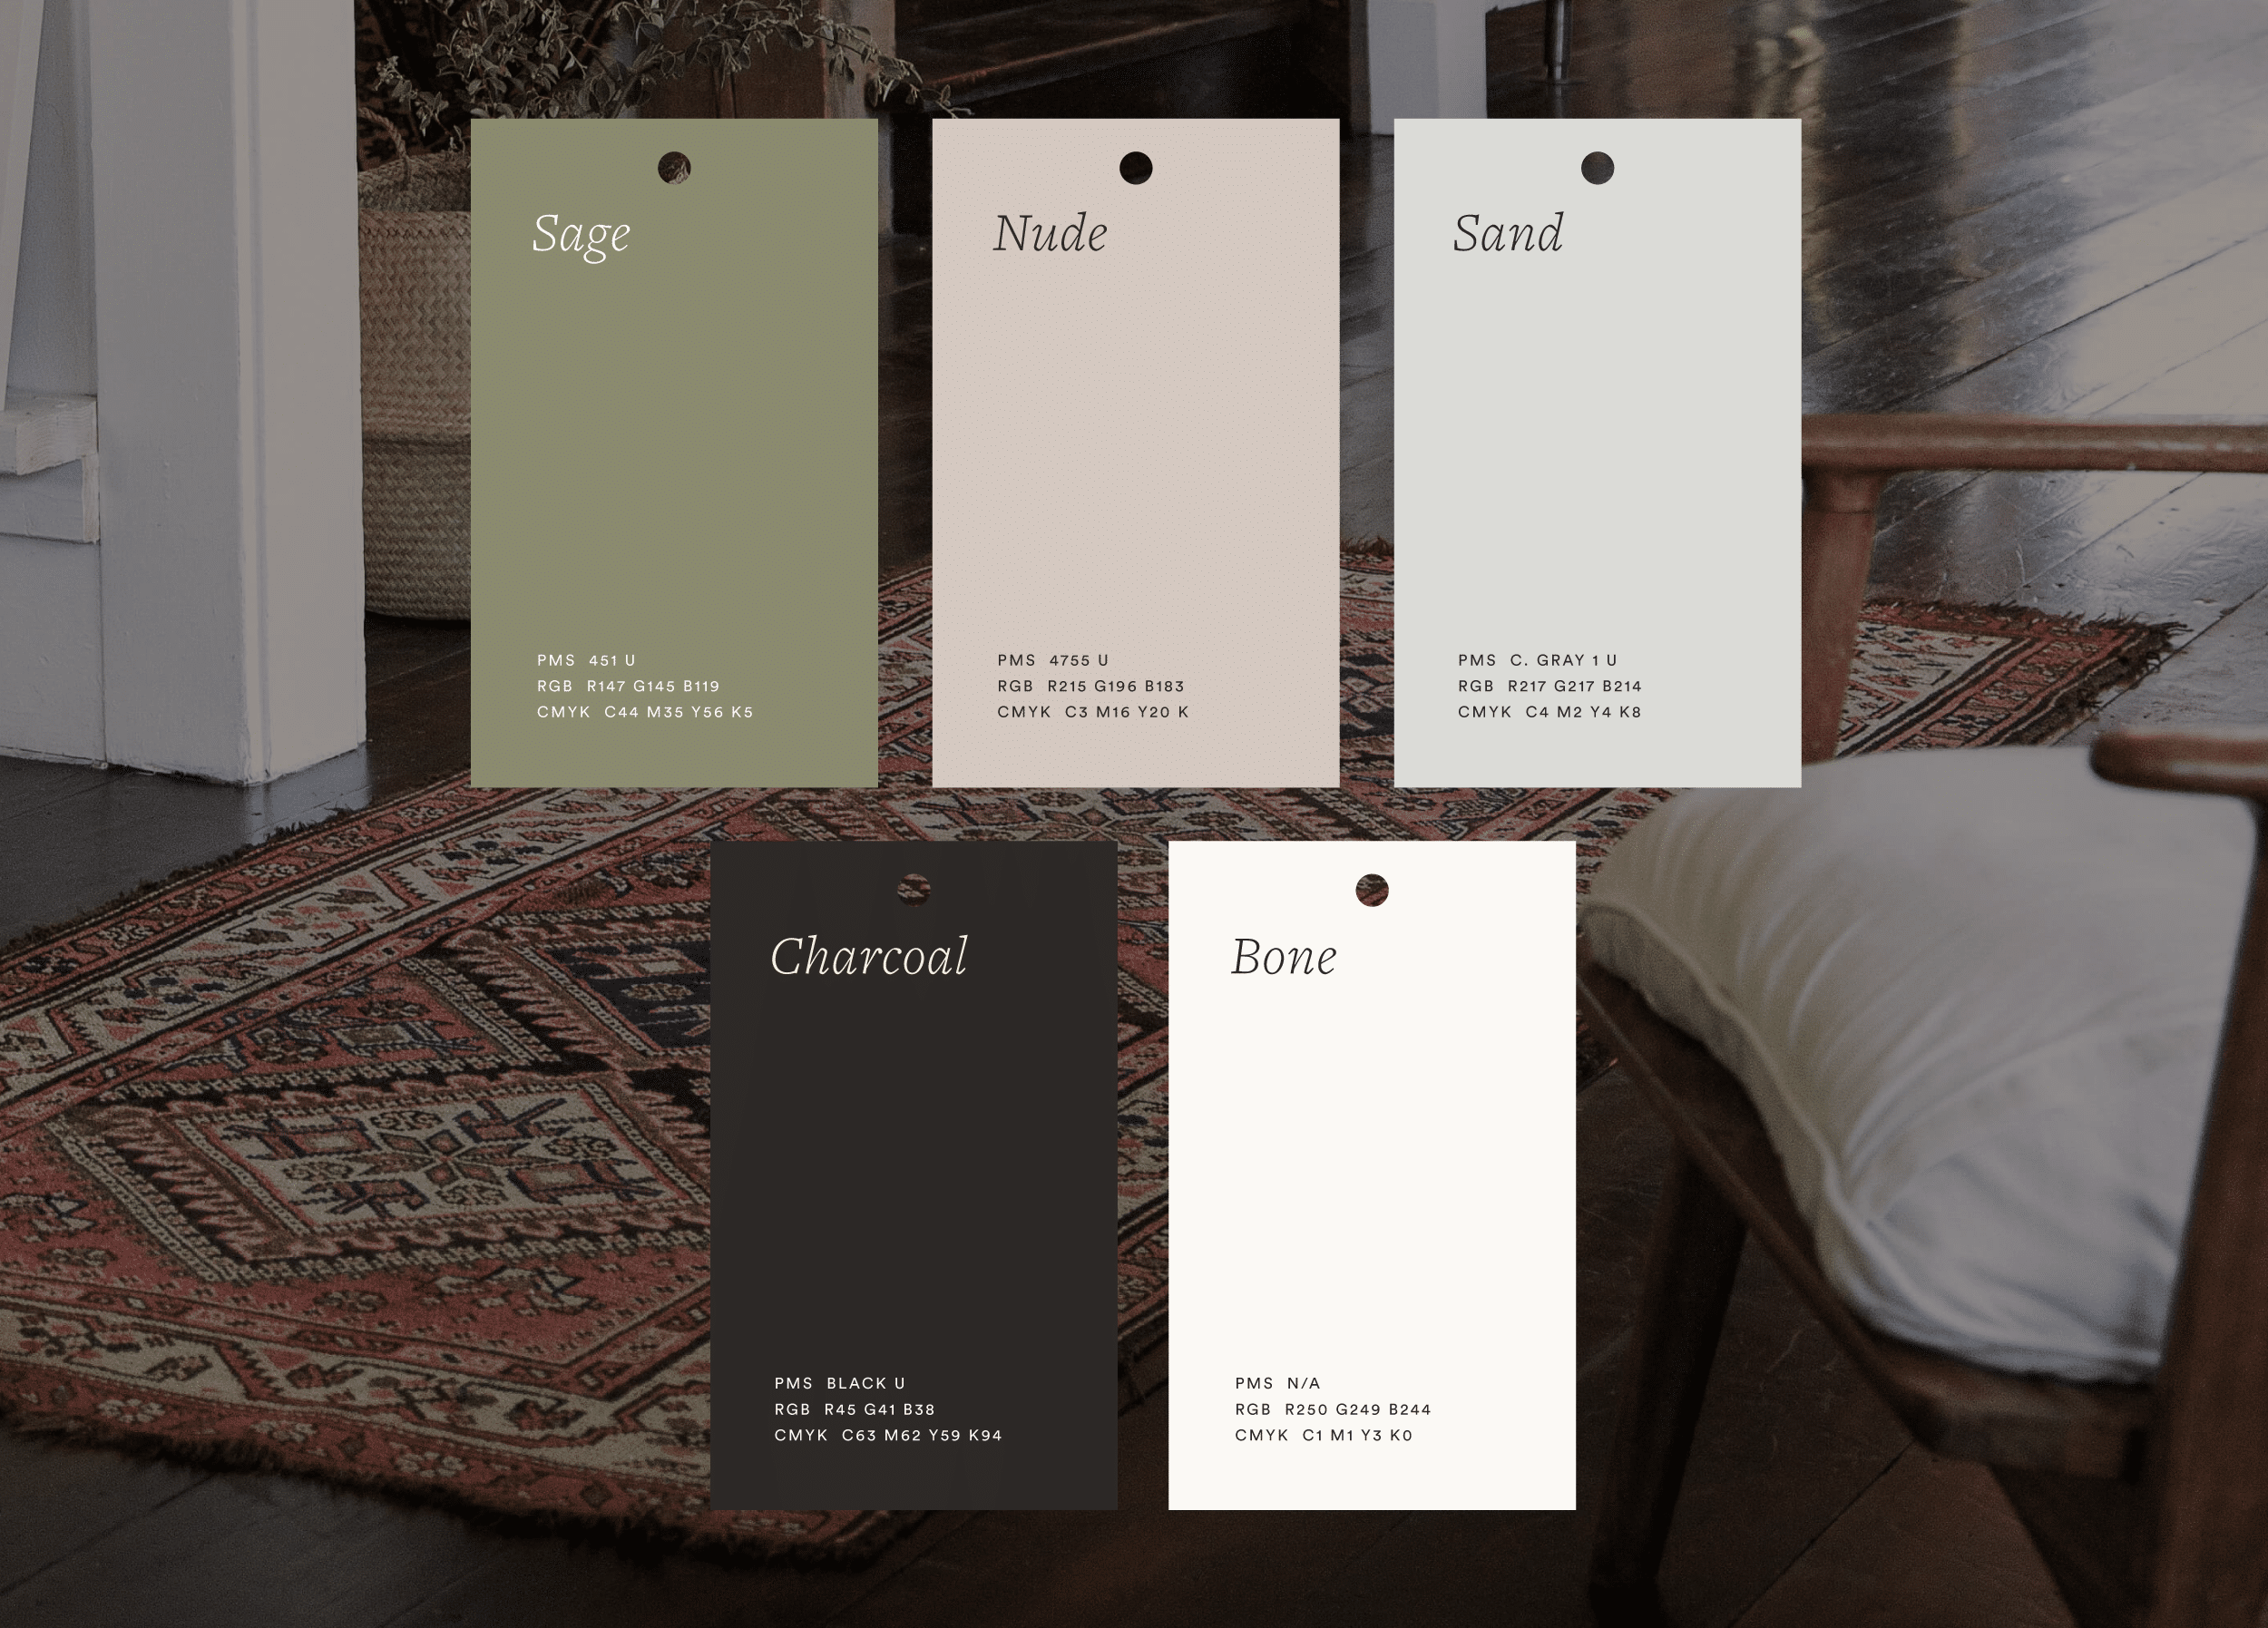 Sage
PMS 451 U
RGB R147 G145 B119
CMYK C44 M35 Y56 K5
Nude
PMS 4755 U
RGB R215 G196 B183
CMYK C3 M16 Y20 K
Sand
PMS C. GRAY 1 U
RGB R217 G217 B214
CMYK C4 M2 Y4 K8
Charcoal
PMS BLACK U
RGB R45 G41 B38
CMYK C63 M62 Y59 K94
Bone
PMS N/A
RGB R250 G249 B244
CMYK C1 M1 Y3 K0